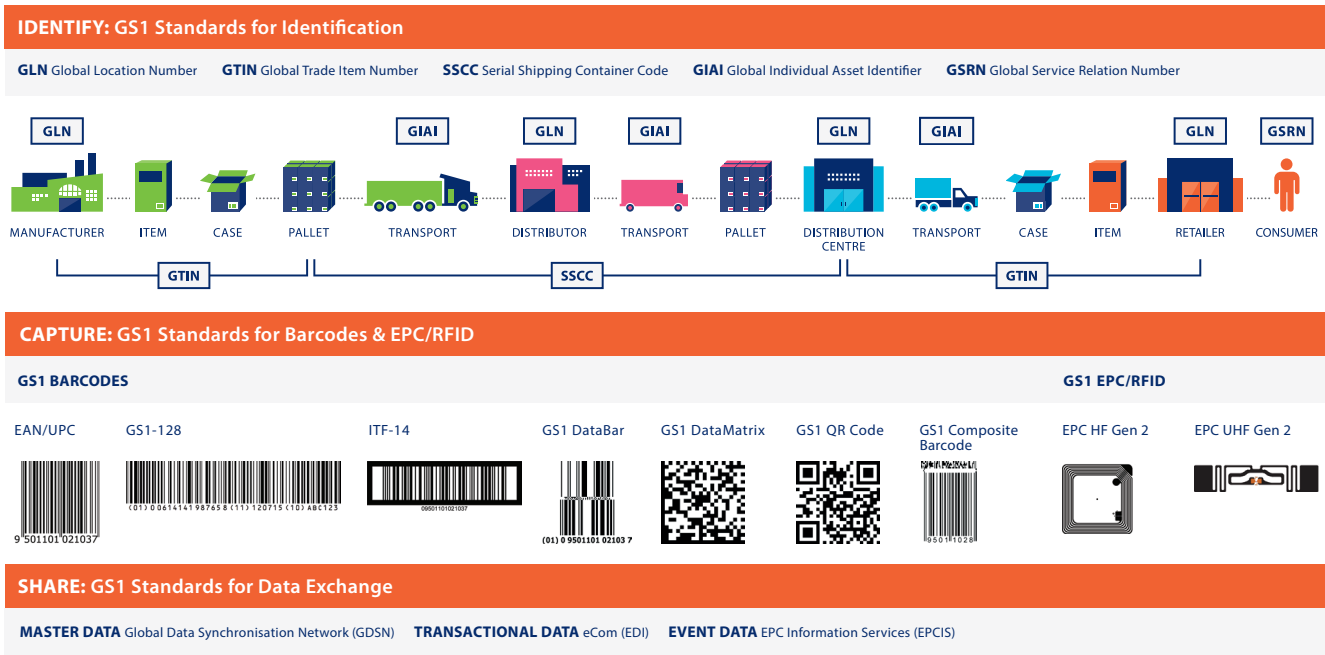 IDENTIFY: GS1 Standards for Identification
GLN Global Location Number GTIN Global Trade Item Number SSCC Serial Shipping Container Code GIAI Global Individual Asset Identifier GSRN Global Service Relation Number
GLN GIAI GLN GIAI GLN GIAI GLN GSRN
MANUFACTURER ITEM CASE PALLET TRANSPORT DISTRIBUTOR TRANSPORT PALLET DISTRIBUTION CENTRE TRANSPORT CASE ITEM RETAILER CONSUMER
GTIN SSCC GTIN
CAPTURE: GS1 Standards for Barcodes & EPC/RFID
GS1 BARCODES GS1 EPC/RFID
EAN/UPC GS1-128 ITF-14 GS1 DataBar GS1 DataMatrix GS1 QR Code GS1 Composite Barcode EPC HF Gen 2 EPC UHF Gen 2
9 501101 021037
(01) 0 0614141 987658 (11) 120715 (10) ABC123
09501101021037
(01) 0 9501101 02103 7
95011028
SHARE: GS1 Standards for Data Exchange
MASTER DATA Global Data Synchronisation Network (GDSN) TRANSACTIONAL DATA eCom (EDI) EVENT DATA EPC Information Services (EPCIS)